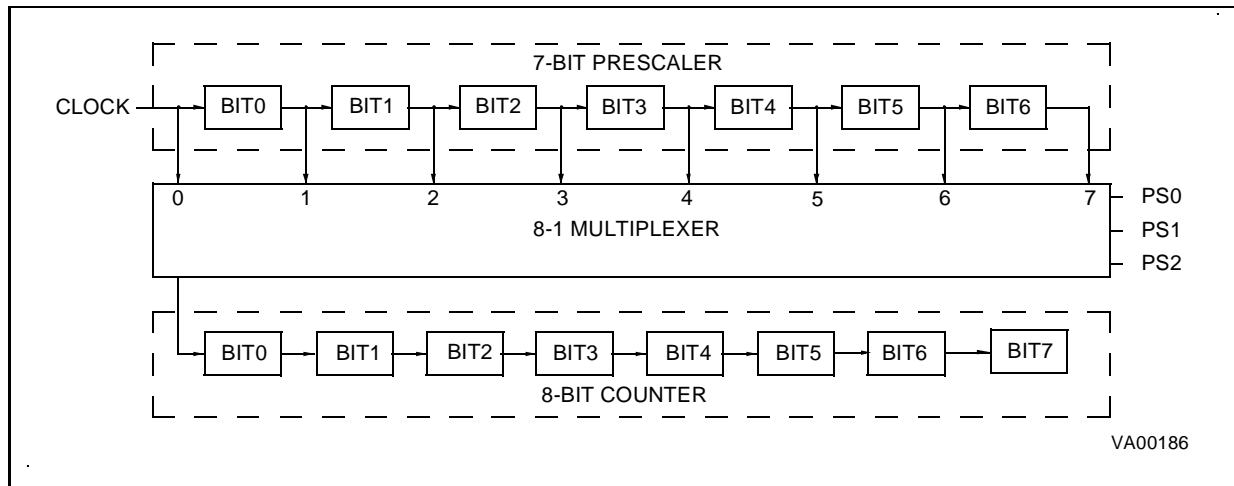 7-BIT PRESCALER
CLOCK BIT0 BIT1 BIT2 BIT3 BIT4 BIT5 BIT6
0 1 2 3 4 5 6 7 PS0
8-1 MULTIPLEXER PS1
PS2
BIT0 BIT1 BIT2 BIT3 BIT4 BIT5 BIT6 BIT7
8-BIT COUNTER
VA00186